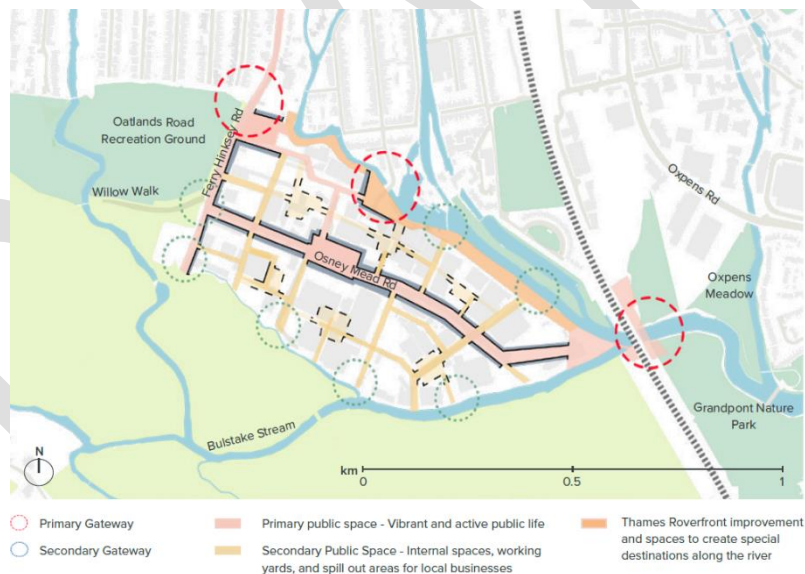 Oatlands Road
Recreation Ground
Ferry Hinksey Rd
Willow Walk
Osney Mead Rd
Oxpens Rd
Oxpens
Meadow
Grandpont Nature
Park
Bulstake Stream
N
km
0
0.5
1
Primary Gateway
Secondary Gateway
Primary public space - Vibrant and active public life
Secondary Public Space - Internal spaces, working
yards, and spill out areas for local businesses
Thames Roverfront improvement
and spaces to create special
destinations along the river